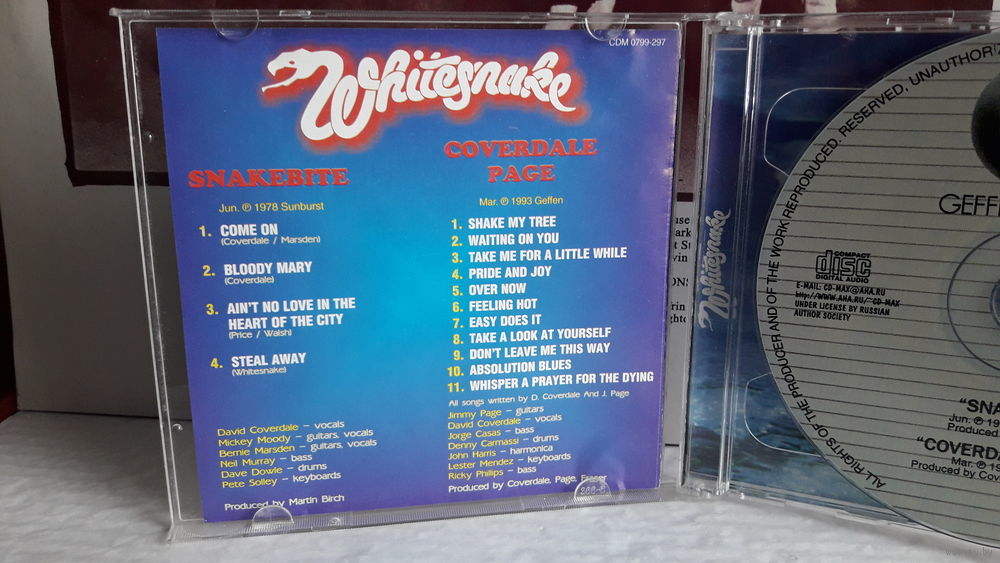 CDM 0799-297
Whitesnake
SNAKEBITE
Jun. ℗ 1978 Sunburst
1. COME ON
(Coverdale / Marsden)
2. BLOODY MARY
(Coverdale)
3. AIN'T NO LOVE IN THE
HEART OF THE CITY
(Price / Walsh)
4. STEAL AWAY
(Whitesnake)
David Coverdale – vocals
Mickey Moody – guitars, vocals
Bernie Marsden – guitars, vocals
Neil Murray – bass
Dave Dowle – drums
Pete Solley – keyboards
Produced by Martin Birch
COVERDALE
PAGE
Mar. ℗ 1993 Geffen
1. SHAKE MY TREE
2. WAITING ON YOU
3. TAKE ME FOR A LITTLE WHILE
4. PRIDE AND JOY
5. OVER NOW
6. FEELING HOT
7. EASY DOES IT
8. TAKE A LOOK AT YOURSELF
9. DON'T LEAVE ME THIS WAY
10. ABSOLUTION BLUES
11. WHISPER A PRAYER FOR THE DYING
All songs written by D. Coverdale And J. Page
Jimmy Page – guitars
David Coverdale – vocals
Jorge Casas – bass
Denny Carmassi – drums
John Harris – harmonica
Lester Mendez – keyboards
Ricky Phillips – bass
Produced by Coverdale, Page, Fraser
Whitesnake
ALL RIGHTS OF THE PRODUCER AND OF THE WORK REPRODUCED. RESERVED, UNAUTHORI
GEFF
COMPACT
disc
DIGITAL AUDIO
E-MAIL: CD-MAX@AHA.RU
http://WWW.AHA.RU/~CD-MAX
UNDER LICENSE BY RUSSIAN
AUTHOR SOCIETY
"SNA
Jun. ℗ 19
Produced
"COVERD
Mar. ℗ 19
Produced by Cov